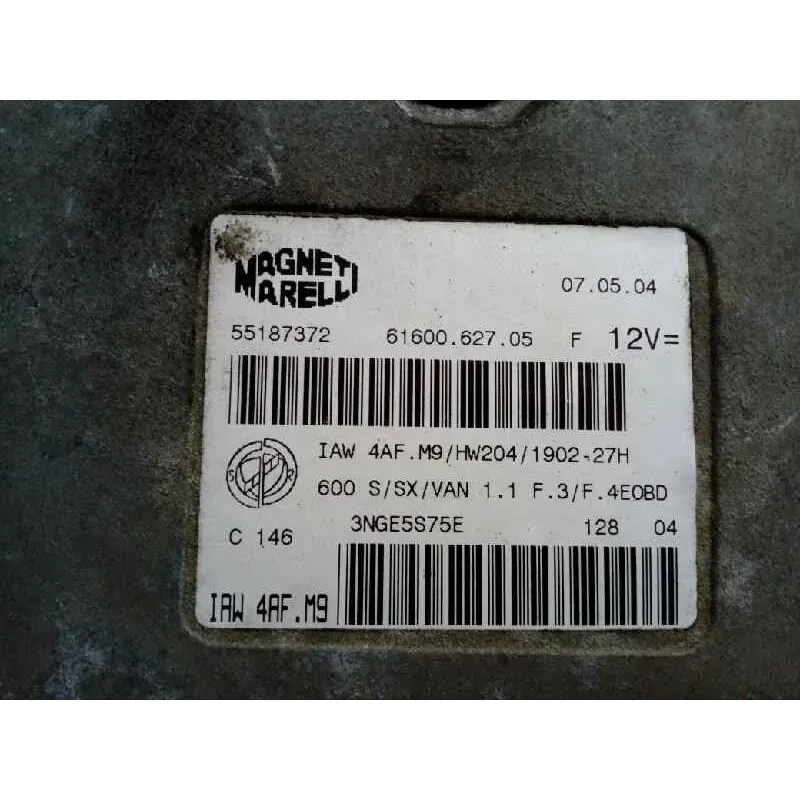 MAGNETI
MARELLI
07.05.04
55187372 61600.627.05 F 12V=
IAW 4AF.M9/HW204/1902-27H
600 S/SX/VAN 1.1 F.3/F.4EOBD
C 146 3NGE5S75E 128 04
IAW 4AF.M9